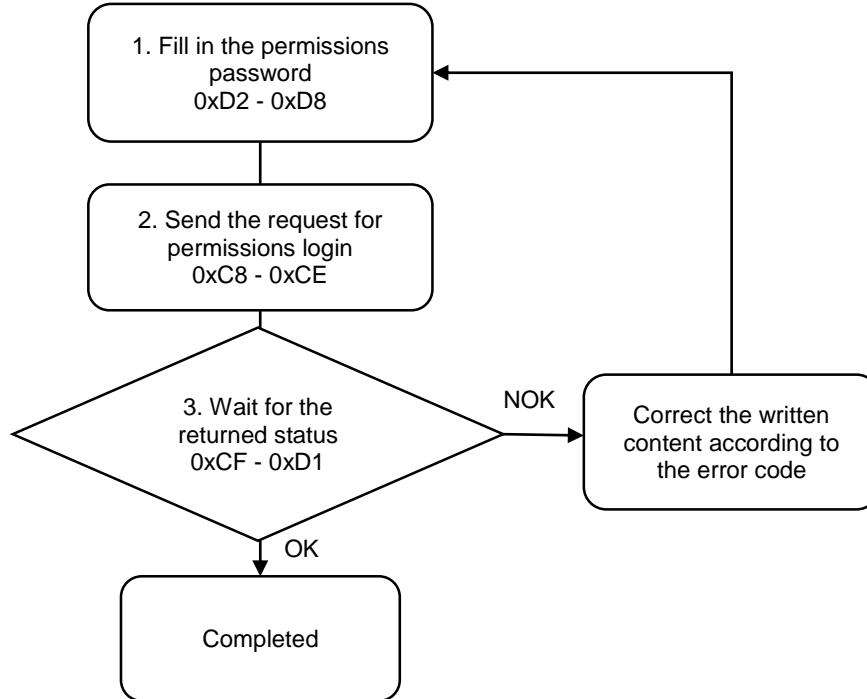 1. Fill in the permissions
password
0xD2 - 0xD8
2. Send the request for
permissions login
0xC8 - 0xCE
3. Wait for the
returned status
0xCF - 0xD1
NOK
Correct the written
content according to
the error code
OK
Completed